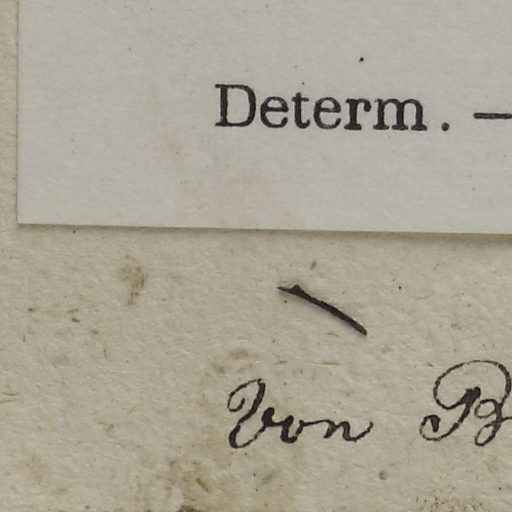 Determ. —
Von B